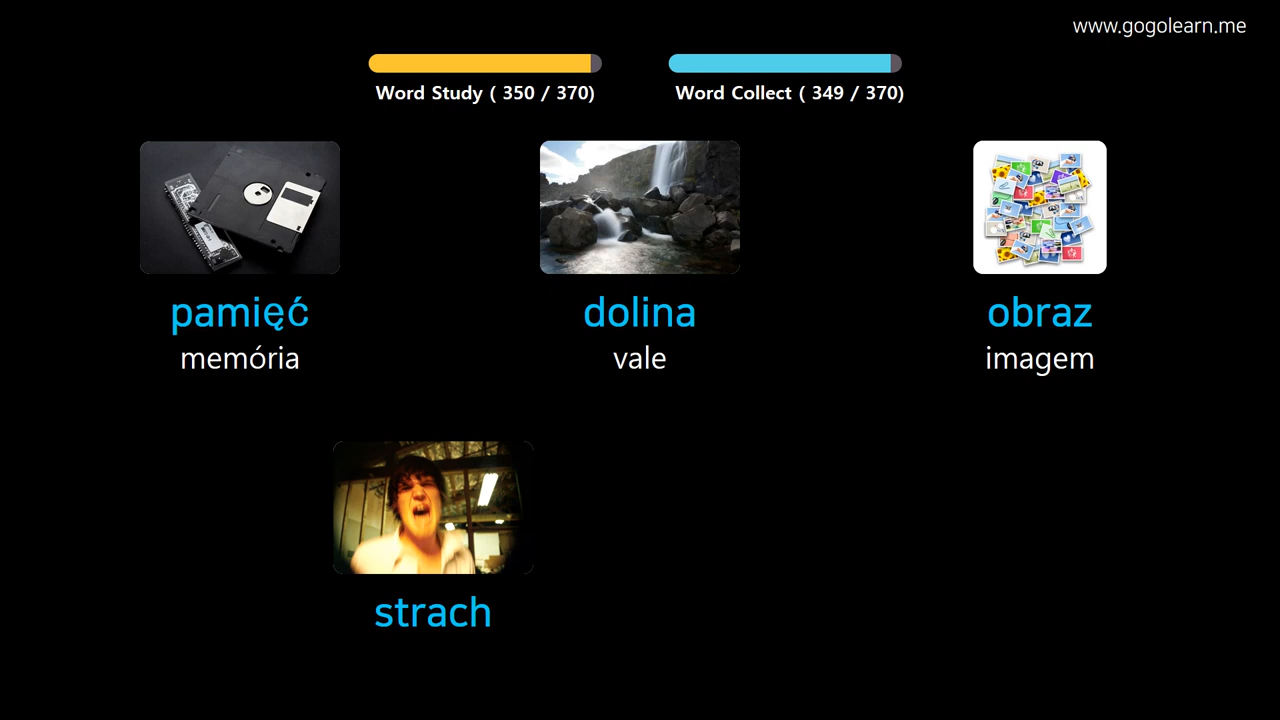 www.gogolearn.me
Word Study ( 350 / 370)
Word Collect ( 349 / 370)
pamięć
memória
dolina
vale
obraz
imagem
strach